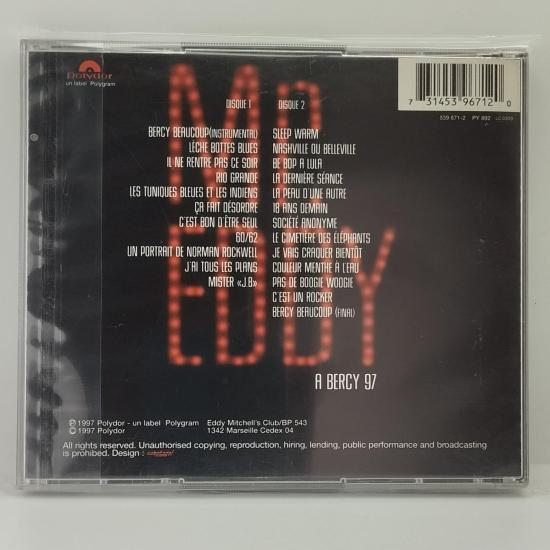 Polydor
un label Polygram
MR
EDDY
7 31453 96712 0
539 671-2 PY 892 LC 0309
DISQUE 1
BERCY BEAUCOUP (INSTRUMENTAL)
LÈCHE BOTTES BLUES
IL NE RENTRE PAS CE SOIR
RIO GRANDE
LES TUNIQUES BLEUES ET LES INDIENS
ÇA FAIT DÉSORDRE
C'EST BON D'ÊTRE SEUL
60/62
UN PORTRAIT DE NORMAN ROCKWELL
J'AI TOUS LES PLANS
MISTER «J.B»
DISQUE 2
SLEEP WARM
NASHVILLE OU BELLEVILLE
BE BOP A LULA
LA DERNIÈRE SÉANCE
LA PEAU D'UNE AUTRE
18 ANS DEMAIN
SOCIÉTÉ ANONYME
LE CIMETIÈRE DES ÉLÉPHANTS
JE VAIS CRAQUER BIENTÔT
COULEUR MENTHE À L'EAU
PAS DE BOOGIE WOOGIE
C'EST UN ROCKER
BERCY BEAUCOUP (FINAL)
A BERCY 97
℗ 1997 Polydor - un label Polygram
© 1997 Polydor
Eddy Mitchell's Club/BP 543
1342 Marseille Cedex 04
All rights reserved. Unauthorised copying, reproduction, hiring, lending, public performance and broadcasting
is prohibited. Design :